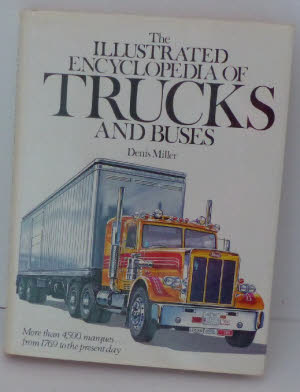 The
ILLUSTRATED
ENCYCLOPEDIA OF
TRUCKS
AND BUSES
Denis Miller
More than 4500 marques
from 1769 to the present day